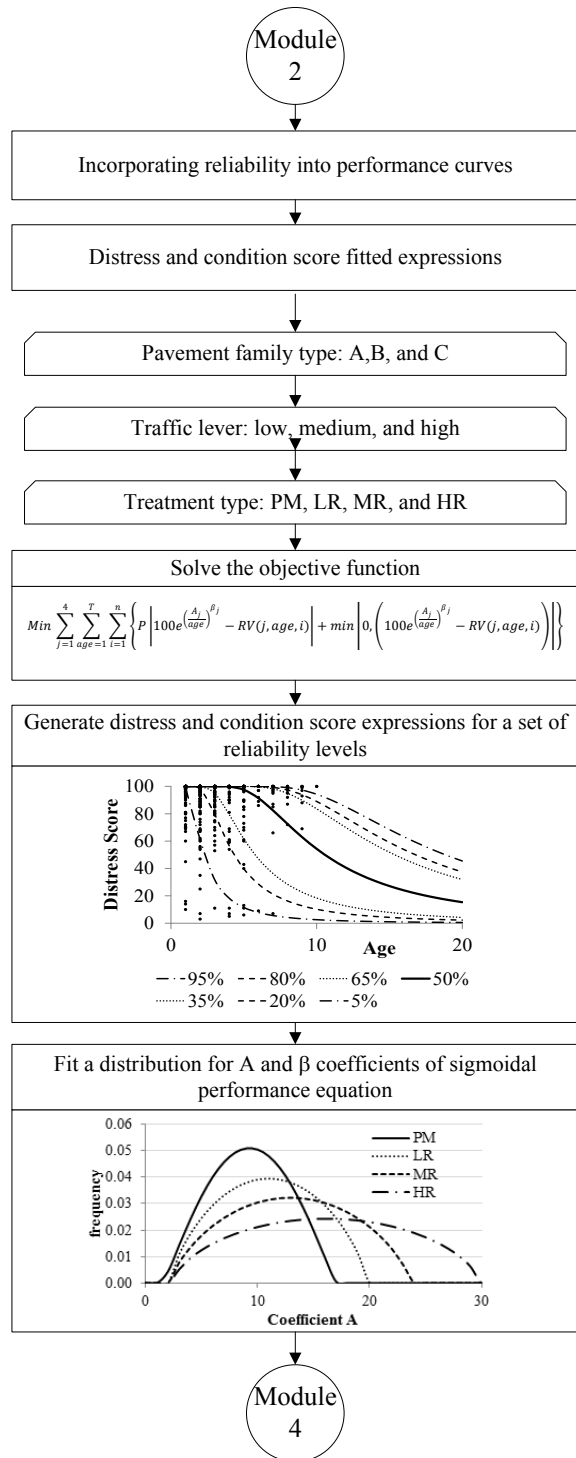 Module
2
Incorporating reliability into performance curves
Distress and condition score fitted expressions
Pavement family type: A,B, and C
Traffic lever: low, medium, and high
Treatment type: PM, LR, MR, and HR
Solve the objective function
Min ∑_{j=1}^{4} ∑_{age=1}^{T} ∑_{i=1}^{n} {P |100e^{(A_j/age)^{β_j}} − RV(j, age, i)| + min |0, (100e^{(A_j/age)^{β_j}} − RV(j, age, i))|}
Generate distress and condition score expressions for a set of
reliability levels
Distress Score
100
80
60
40
20
0
0 10 20
Age
95% 80% 65% 50%
35% 20% 5%
Fit a distribution for A and β coefficients of sigmoidal
performance equation
frequency
0.06
0.05
0.04
0.03
0.02
0.01
0.00
PM
LR
MR
HR
0 10 20 30
Coefficient A
Module
4